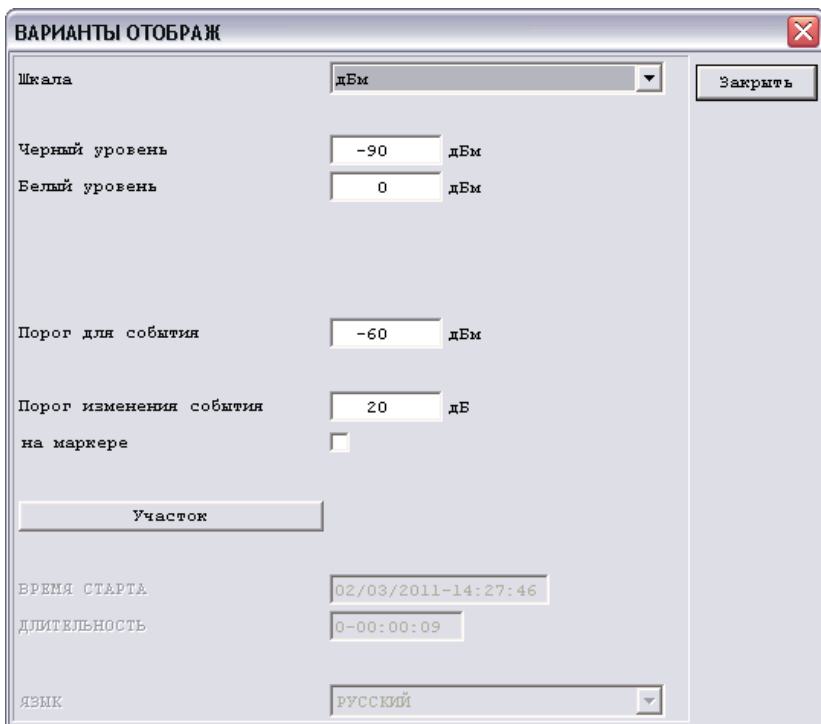 ВАРИАНТЫ ОТОБРАЖ
Шкала дБм Закрыть
Черный уровень -90 дБм
Белый уровень 0 дБм
Порог для события -60 дБм
Порог изменения события 20 дБ
на маркере
Участок
ВРЕМЯ СТАРТА 02/03/2011-14:27:46
ДЛИТЕЛЬНОСТЬ 0-00:00:09
ЯЗЫК РУССКИЙ